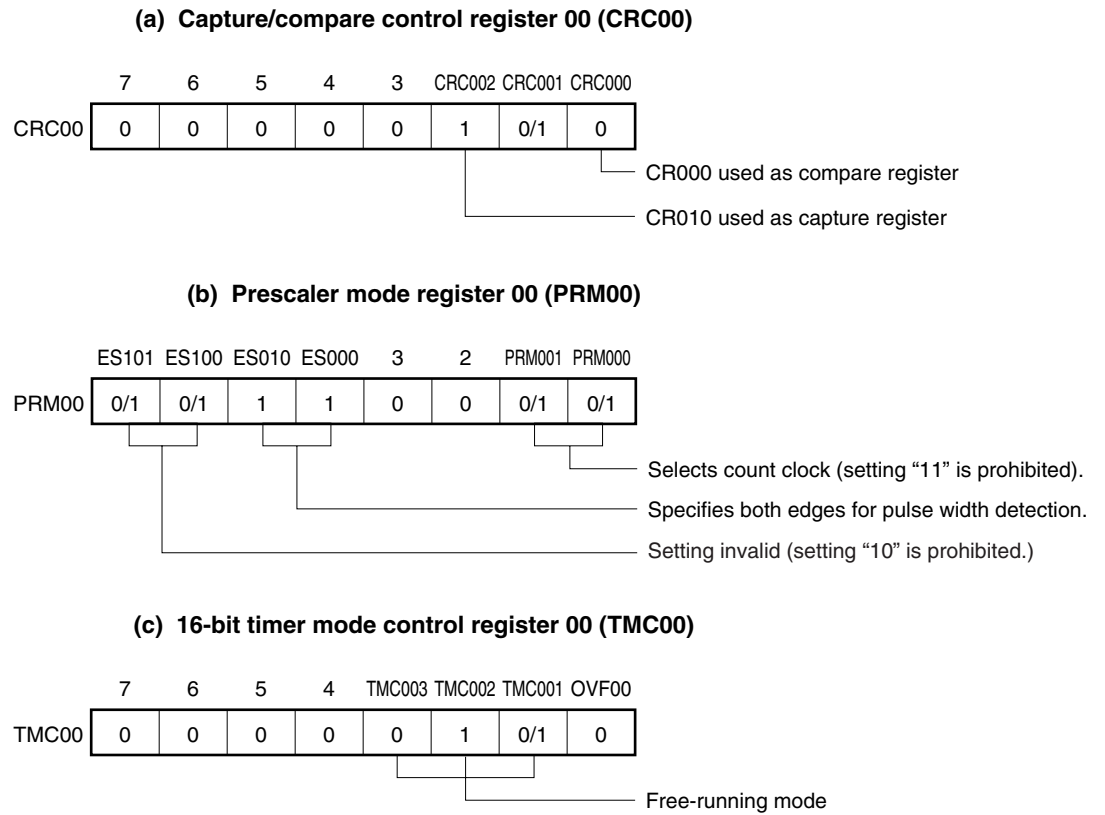 (a) Capture/compare control register 00 (CRC00)
7 6 5 4 3 CRC002 CRC001 CRC000
CRC00 0 0 0 0 0 1 0/1 0
CR000 used as compare register
CR010 used as capture register
(b) Prescaler mode register 00 (PRM00)
ES101 ES100 ES010 ES000 3 2 PRM001 PRM000
PRM00 0/1 0/1 1 1 0 0 0/1 0/1
Selects count clock (setting “11” is prohibited).
Specifies both edges for pulse width detection.
Setting invalid (setting “10” is prohibited.)
(c) 16-bit timer mode control register 00 (TMC00)
7 6 5 4 TMC003 TMC002 TMC001 OVF00
TMC00 0 0 0 0 0 1 0/1 0
Free-running mode